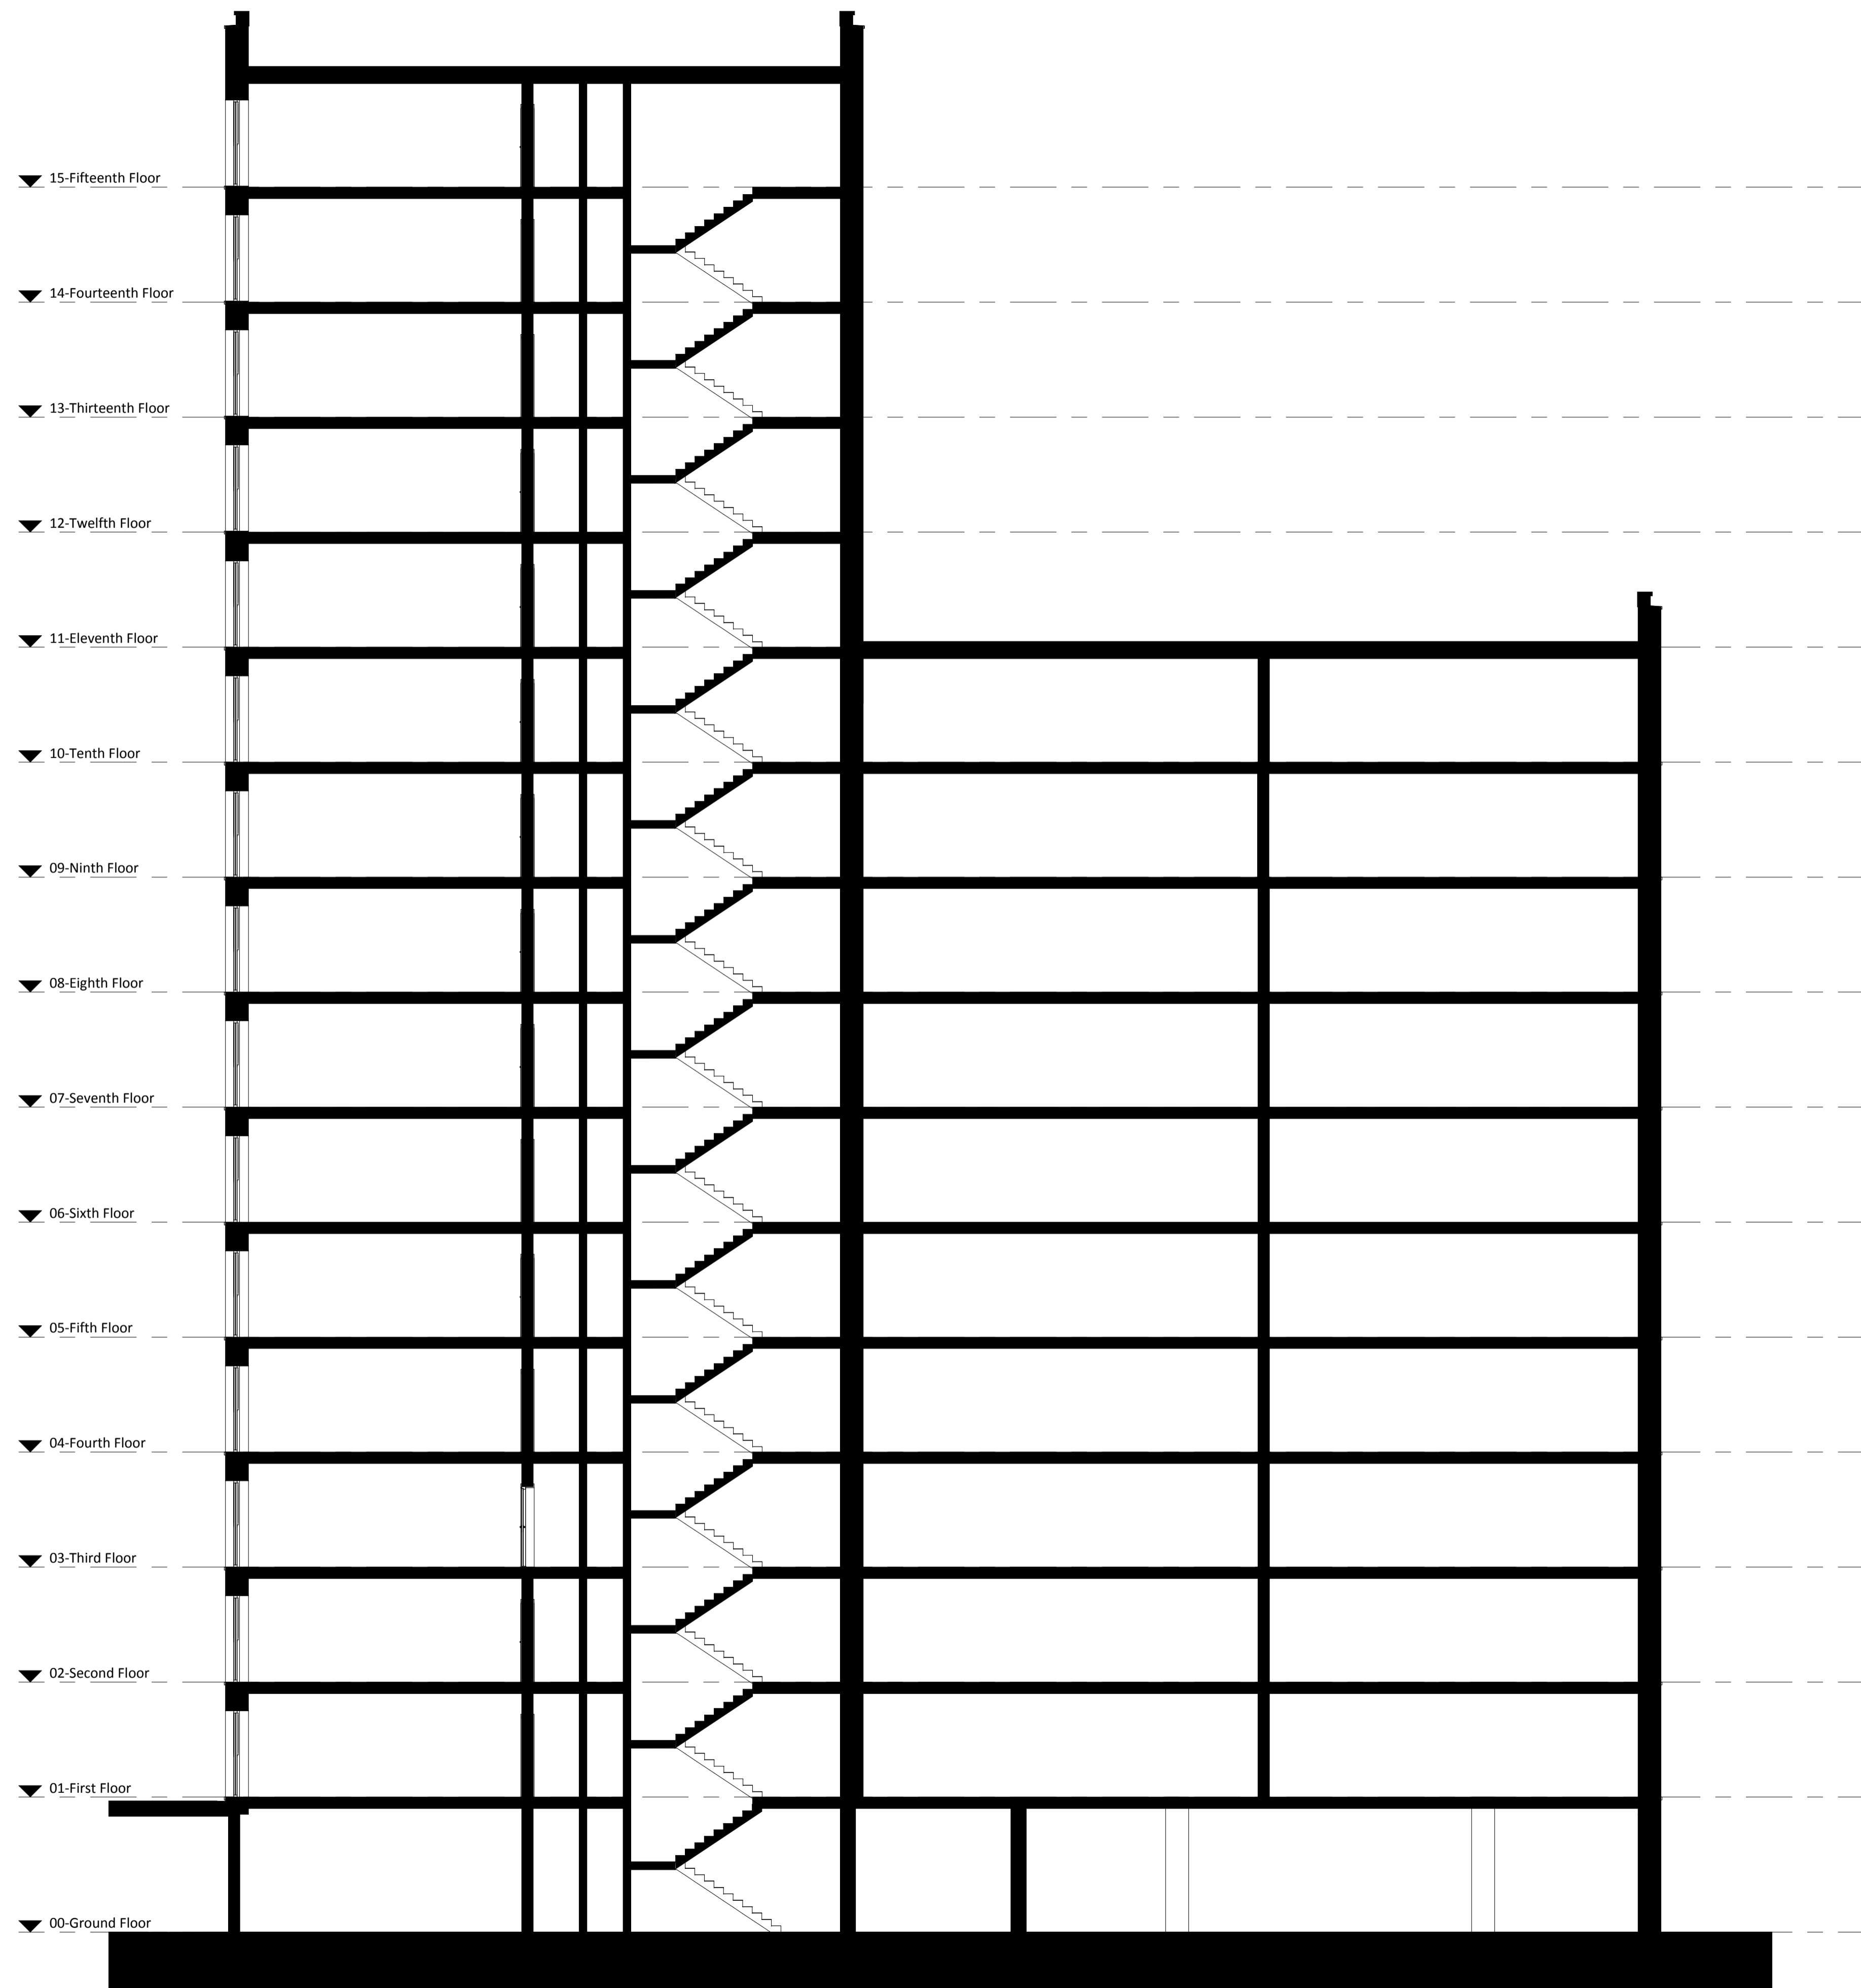 15-Fifteenth Floor
14-Fourteenth Floor
13-Thirteenth Floor
12-Twelfth Floor
11-Eleventh Floor
10-Tenth Floor
09-Ninth Floor
08-Eighth Floor
07-Seventh Floor
06-Sixth Floor
05-Fifth Floor
04-Fourth Floor
03-Third Floor
02-Second Floor
01-First Floor
00-Ground Floor